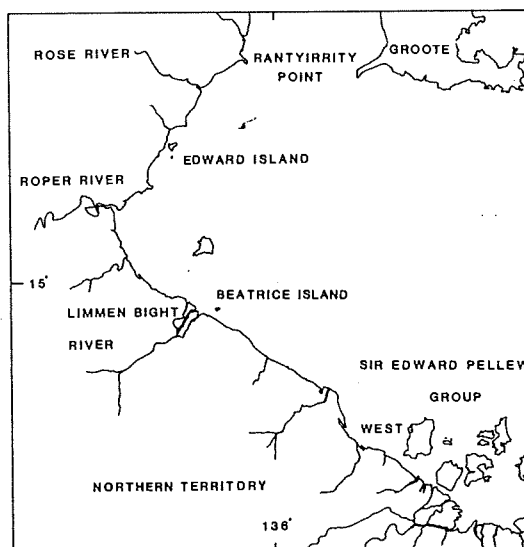 ROSE RIVER
RANTYIRRITY
POINT
GROOTE
EDWARD ISLAND
ROPER RIVER
15°
BEATRICE ISLAND
LIMMEN BIGHT
RIVER
SIR EDWARD PELLEW
GROUP
WEST
NORTHERN TERRITORY
136°